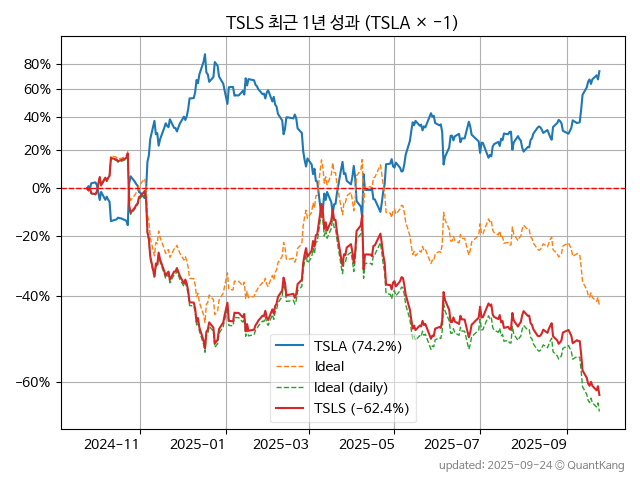 TSLS 최근 1년 성과 (TSLA × −1)
80%
60%
40%
20%
0%
−20%
−40%
−60%
TSLA (74.2%)
Ideal
Ideal (daily)
TSLS (−62.4%)
2024-11 2025-01 2025-03 2025-05 2025-07 2025-09
updated: 2025-09-24 © QuantKang